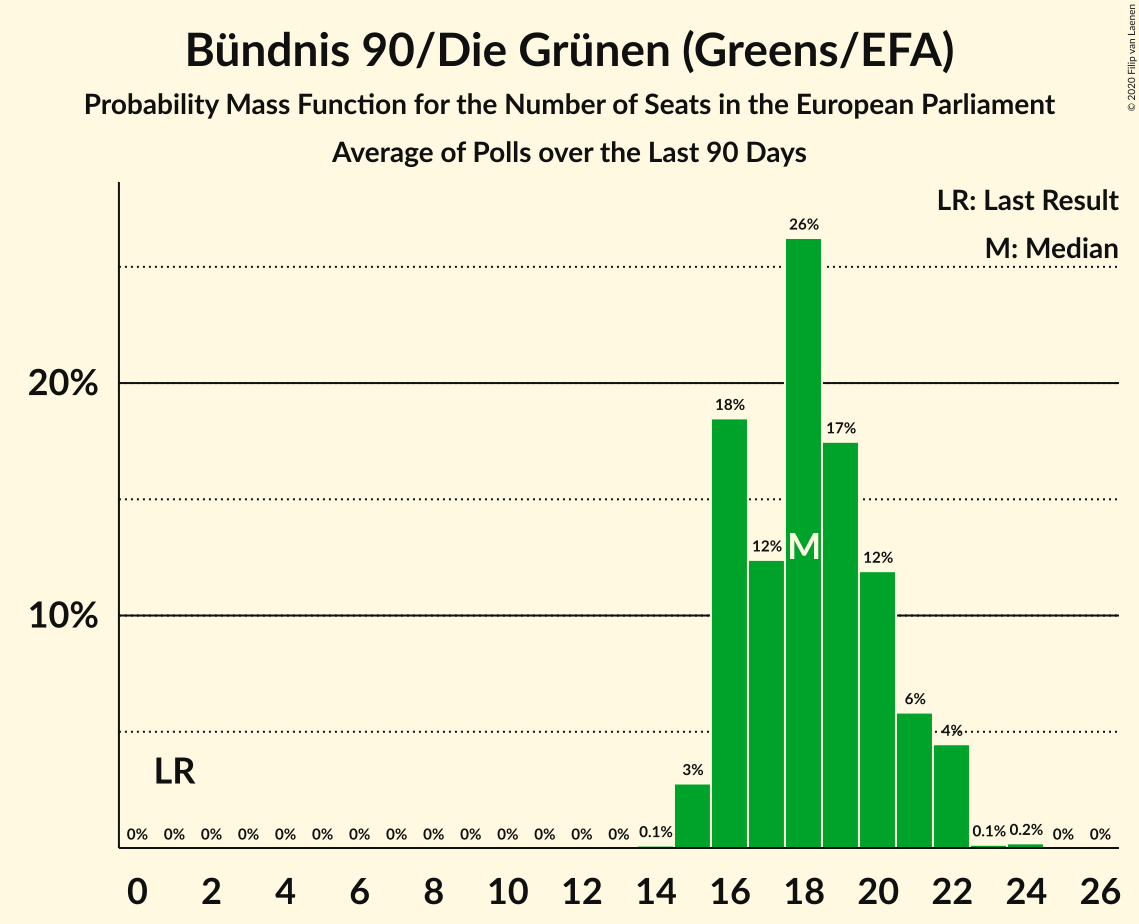 Bündnis 90/Die Grünen (Greens/EFA)
Probability Mass Function for the Number of Seats in the European Parliament
Average of Polls over the Last 90 Days
© 2020 Filip van Laenen
LR: Last Result
M: Median
26%
20%
18%
17%
12%
M
12%
10%
6%
4%
LR
3%
0% 0% 0% 0% 0% 0% 0% 0% 0% 0% 0% 0% 0% 0% 0.1% 0.1% 0.2% 0% 0%
0 2 4 6 8 10 12 14 16 18 20 22 24 26